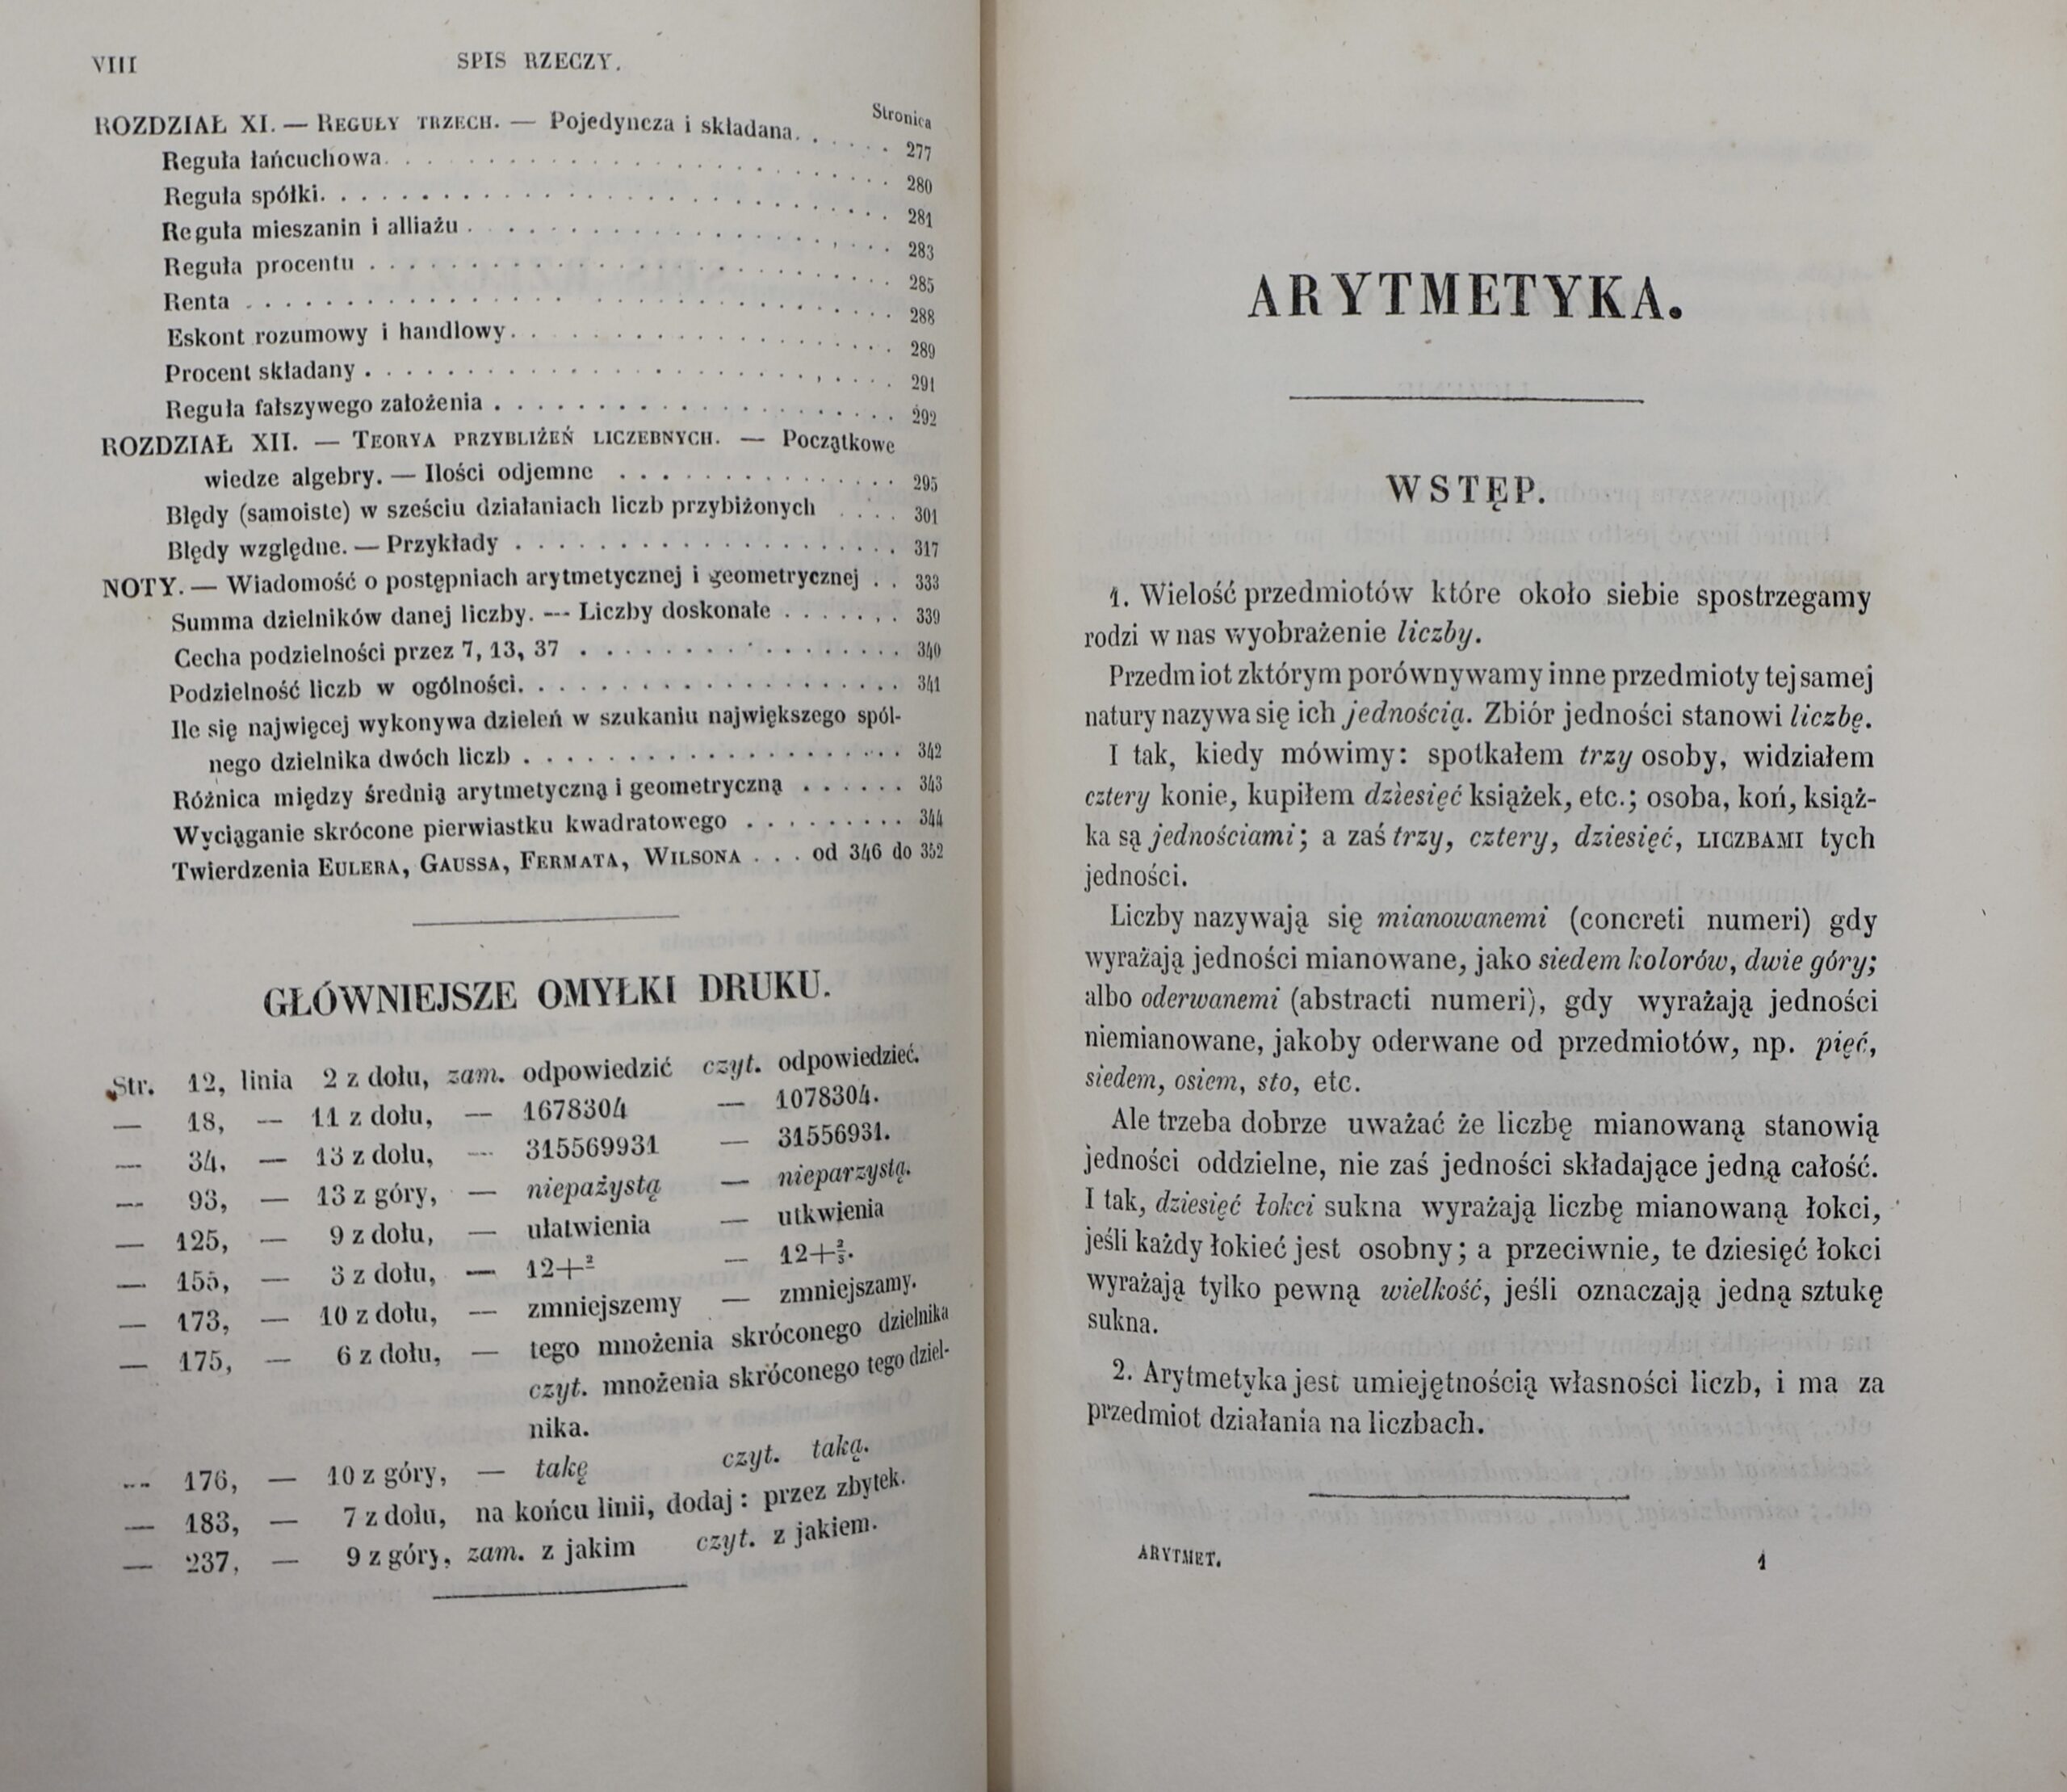 VIII SPIS RZECZY.
Stronica
ROZDZIAŁ XI. — REGUŁY TRZECH. — Pojedyncza i składana. . . . . . . 277
Reguła łańcuchowa. . . . . . . . . . . . . . . . . . . 280
Reguła spółki. . . . . . . . . . . . . . . . . . . . . 281
Reguła mieszanin i alliażu . . . . . . . . . . . . . . . . 283
Reguła procentu . . . . . . . . . . . . . . . . . . . . 285
Renta . . . . . . . . . . . . . . . . . . . . . . . . 288
Eskont rozumowy i handlowy. . . . . . . . . . . . . . . . 289
Procent składany . . . . . . . . . . . . . . . . . . . . 291
Reguła fałszywego założenia . . . . . . . . . . . . . . . . 292
ROZDZIAŁ XII. — TEORYA PRZYBLIŻEŃ LICZEBNYCH. — Początkowe
wiedze algebry. — Ilości odjemne . . . . . . . . . . . . . 295
Błędy (samoiste) w sześciu działaniach liczb przybiżonych . . . . 301
Błędy względne. — Przykłady . . . . . . . . . . . . . . . . 317
NOTY. — Wiadomość o postępniach arytmetycznej i geometrycznej . . 333
Summa dzielników danej liczby. — Liczby doskonałe . . . . . . . 339
Cecha podzielności przez 7, 13, 37 . . . . . . . . . . . . . . 340
Podzielność liczb w ogólności. . . . . . . . . . . . . . . . . 341
Ile się najwięcej wykonywa dzieleń w szukaniu największego spól-
nego dzielnika dwóch liczb . . . . . . . . . . . . . . . . . 342
Różnica między średnią arytmetyczną i geometryczną . . . . . . 343
Wyciąganie skrócone pierwiastku kwadratowego . . . . . . . . . 344
Twierdzenia EULERA, GAUSSA, FERMATA, WILSONA . . . od 346 do 352
GŁÓWNIEJSZE OMYŁKI DRUKU.
Str. 12, linia 2 z dołu, zam. odpowiedzić czyt. odpowiedzieć.
— 18, — 11 z dołu, — 1678304 — 1078304.
— 34, — 13 z dołu, — 315569931 — 31556931.
— 93, — 13 z góry, — niepażystą — nieparzystą.
— 125, — 9 z dołu, — ułatwienia — utkwienia
— 155, — 3 z dołu, — 12+² — 12+⅖.
— 173, — 10 z dołu, — zmniejszemy — zmniejszamy.
— 175, — 6 z dołu, — tego mnożenia skróconego dzielnika
czyt. mnożenia skróconego tego dziel-
nika.
— 176, — 10 z góry, — takę czyt. taką.
— 183, — 7 z dołu, na końcu linii, dodaj : przez zbytek.
— 237, — 9 z góry, zam. z jakim czyt. z jakiem.
ARYTMETYKA.
WSTĘP.
1. Wielość przedmiotów które około siebie spostrzegamy
rodzi w nas wyobrażenie liczby.
Przedmiot z którym porównywamy inne przedmioty tej samej
natury nazywa się ich jednością. Zbiór jedności stanowi liczbę.
I tak, kiedy mówimy: spotkałem trzy osoby, widziałem
cztery konie, kupiłem dziesięć książek, etc.; osoba, koń, książ-
ka są jednościami; a zaś trzy, cztery, dziesięć, LICZBAMI tych
jedności.
Liczby nazywają się mianowanemi (concreti numeri) gdy
wyrażają jedności mianowane, jako siedem kolorów, dwie góry;
albo oderwanemi (abstracti numeri), gdy wyrażają jedności
niemianowane, jakoby oderwane od przedmiotów, np. pięć,
siedem, osiem, sto, etc.
Ale trzeba dobrze uważać że liczbę mianowaną stanowią
jedności oddzielne, nie zaś jedności składające jedną całość.
I tak, dziesięć łokci sukna wyrażają liczbę mianowaną łokci,
jeśli każdy łokieć jest osobny; a przeciwnie, te dziesięć łokci
wyrażają tylko pewną wielkość, jeśli oznaczają jedną sztukę
sukna.
2. Arytmetyka jest umiejętnością własności liczb, i ma za
przedmiot działania na liczbach.
ARYTMET. 1